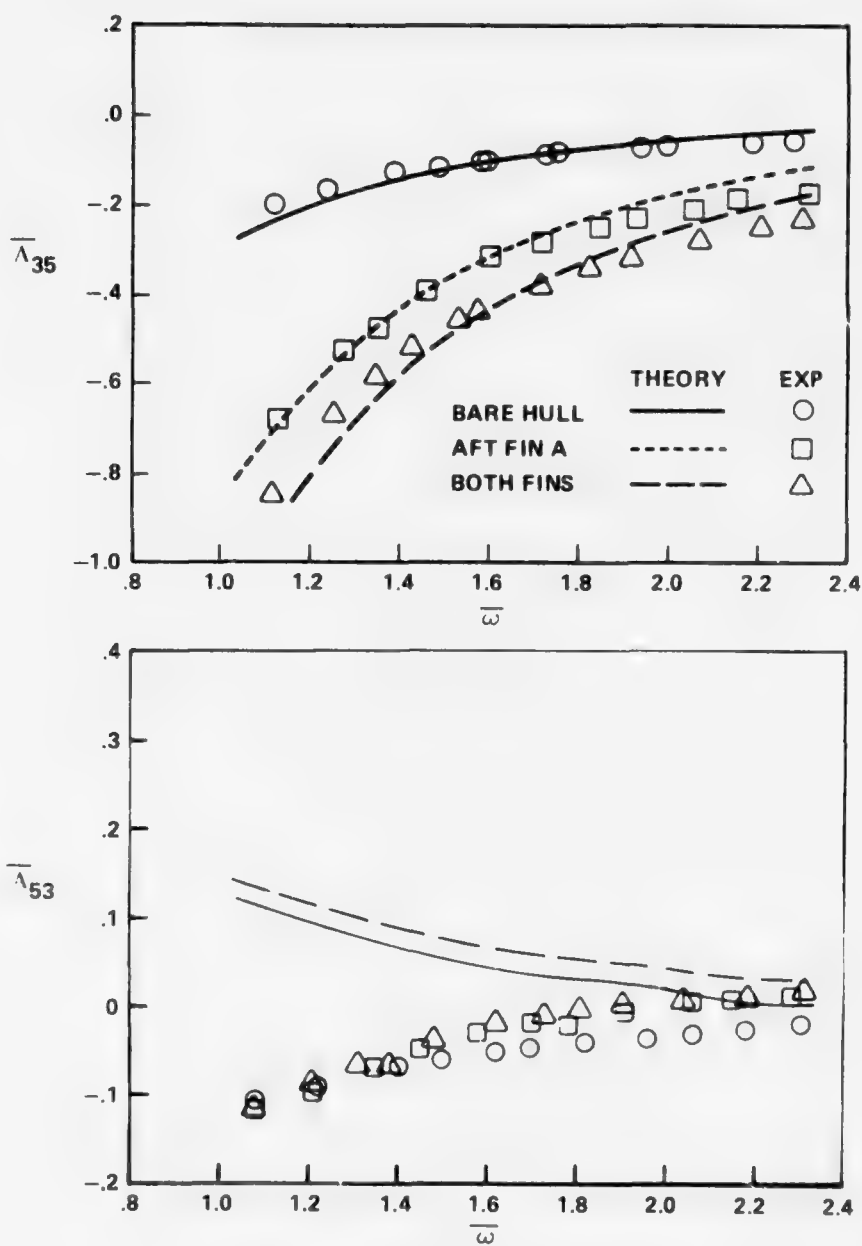 .2
.0
−.2
−.4
−.6
−.8
−1.0
Λ̅35
.8 1.0 1.2 1.4 1.6 1.8 2.0 2.2 2.4
ω̅
THEORY EXP
BARE HULL
AFT FIN A
BOTH FINS
.4
.3
.2
.1
0
−.1
−.2
Λ̅53
.8 1.0 1.2 1.4 1.6 1.8 2.0 2.2 2.4
ω̅